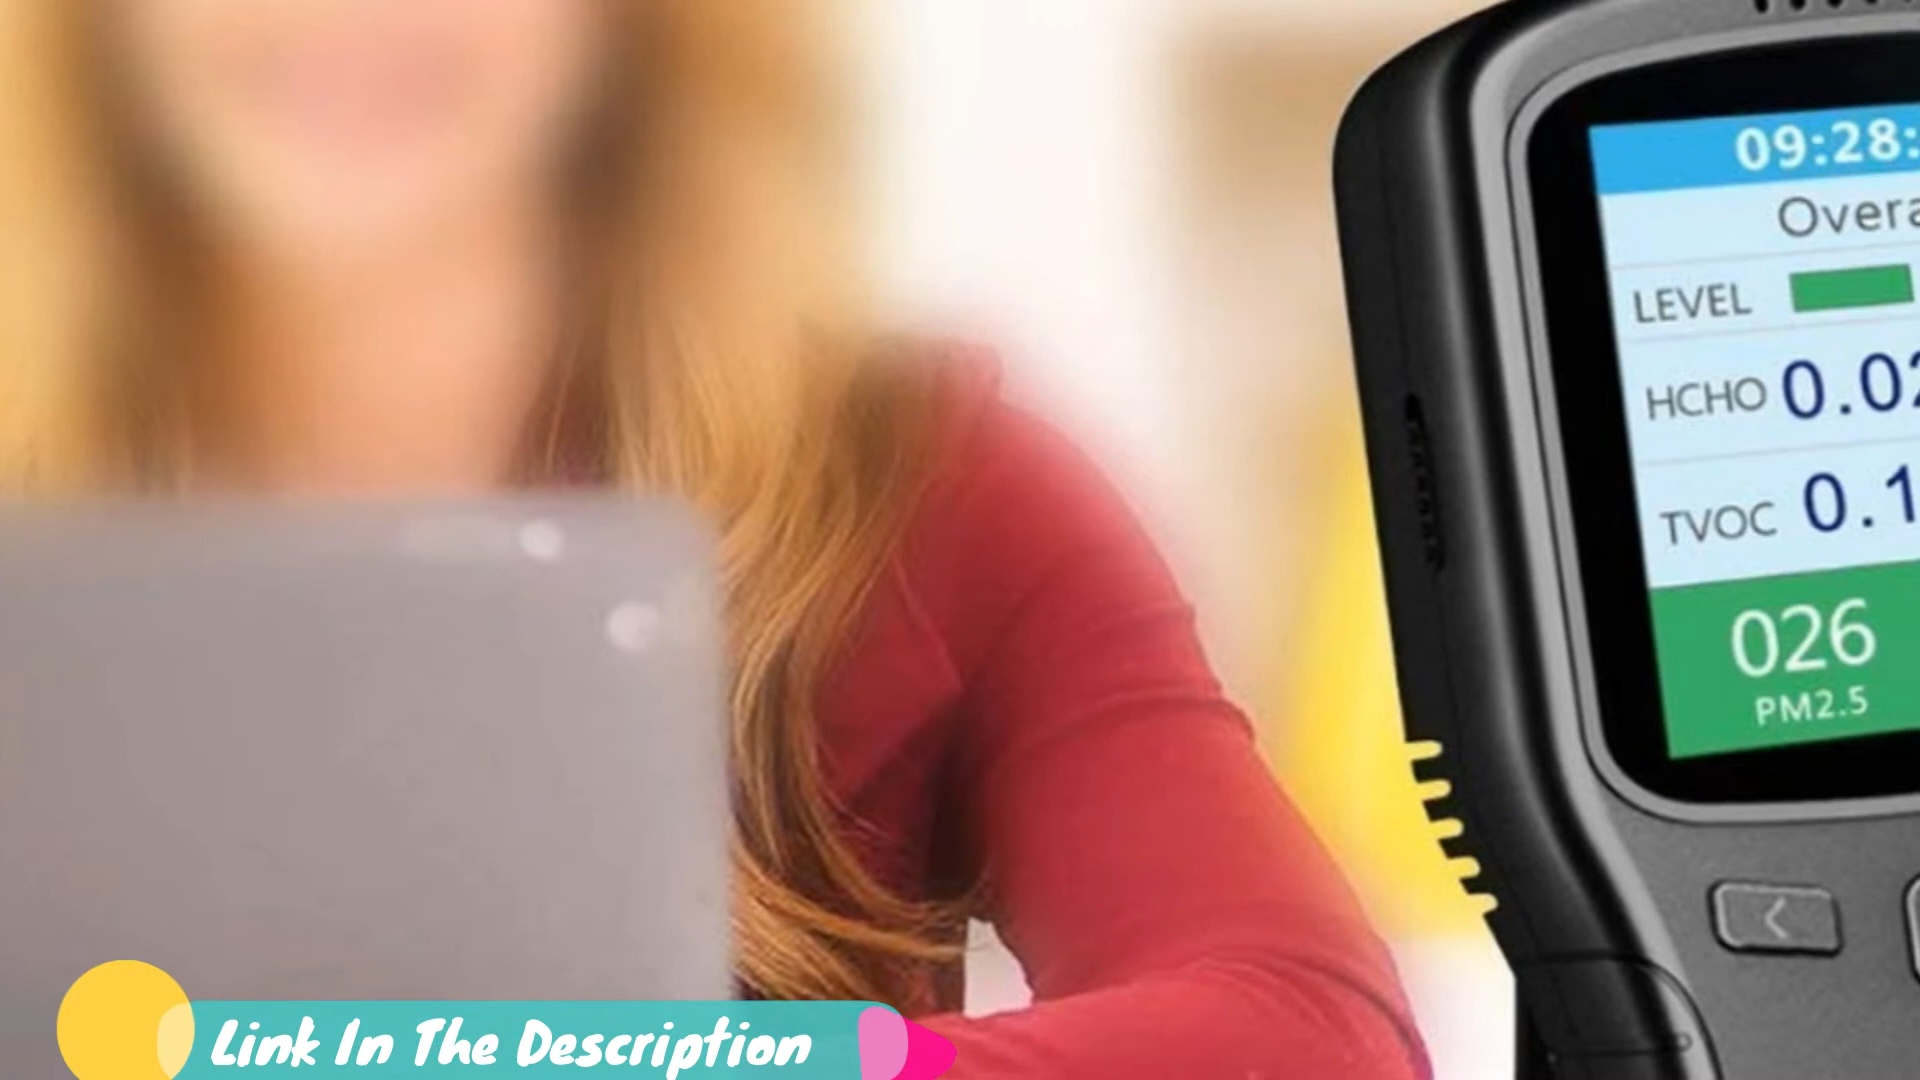 09:28:
Overa
LEVEL
HCHO 0.02
TVOC 0.1
026
PM2.5
Link In The Description